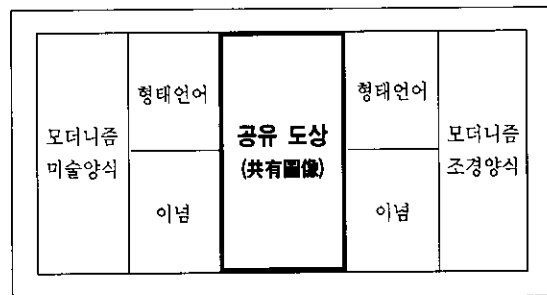 모더니즘
미술양식
형태언어
이념
공유 도상
(共有圖像)
형태언어
이념
모더니즘
조경양식